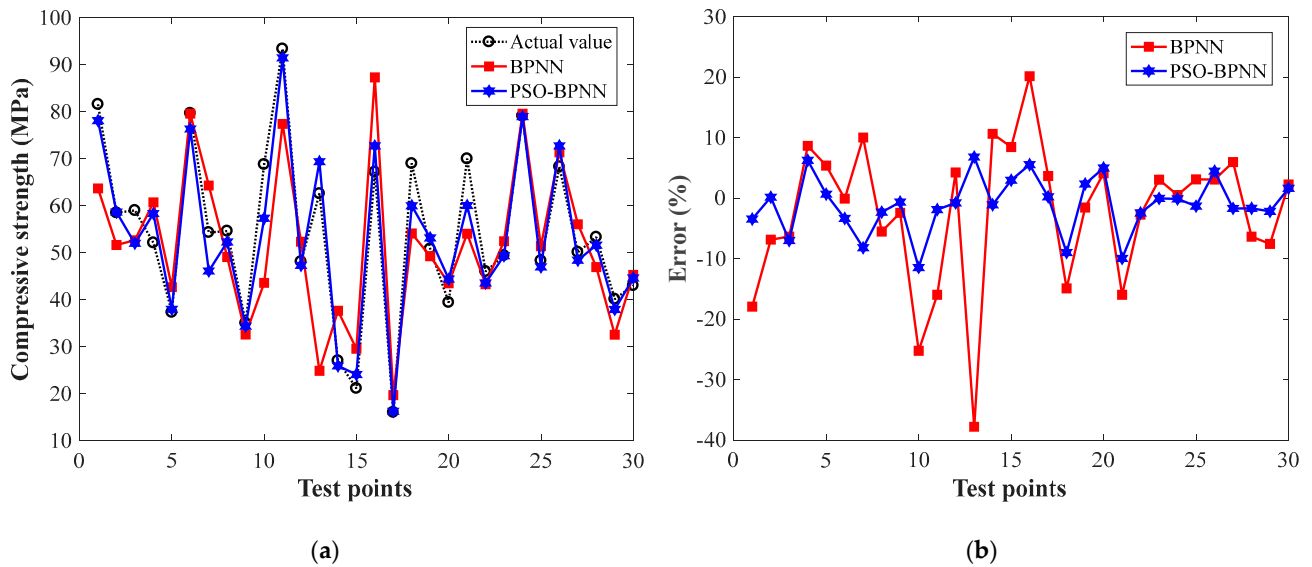 100
90
80
70
60
50
40
30
20
10
0
5
10
15
20
25
30
Compressive strength (MPa)
Test points
Actual value
BPNN
PSO-BPNN
(a)
30
20
10
0
-10
-20
-30
-40
0
5
10
15
20
25
30
Error (%)
Test points
BPNN
PSO-BPNN
(b)